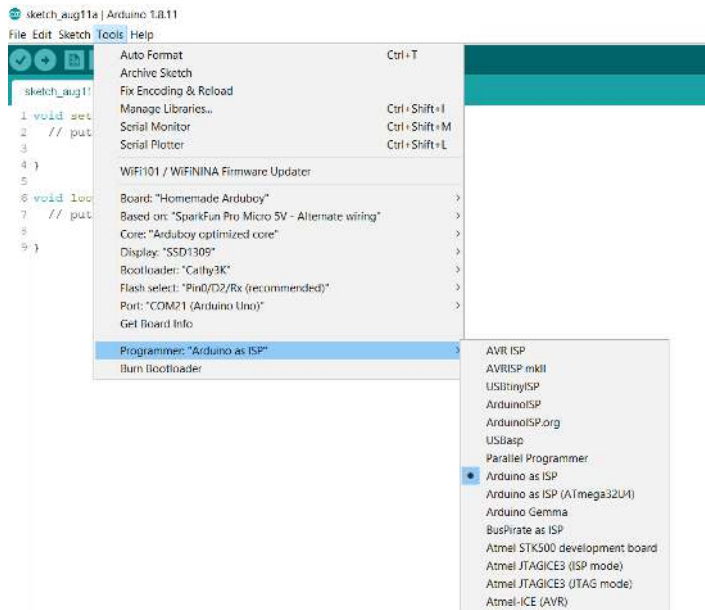 sketch_aug11a | Arduino 1.8.11
File Edit Sketch Tools Help
sketch_aug11
Auto Format Ctrl+T
Archive Sketch
Fix Encoding & Reload
Manage Libraries... Ctrl+Shift+I
Serial Monitor Ctrl+Shift+M
Serial Plotter Ctrl+Shift+L
WiFi101 / WiFiNINA Firmware Updater
Board: "Homemade Arduboy"
Based on: "SparkFun Pro Micro 5V - Alternate wiring"
Core: "Arduboy optimized core"
Display: "SSD1309"
Bootloader: "Cathy3K"
Flash select: "Pin0/D2/Rx (recommended)"
Port: "COM21 (Arduino Uno)"
Get Board Info
Programmer: "Arduino as ISP"
Burn Bootloader
1 void set
2 // put
3
4 }
5
6 void loo
7 // put
8
9 }
AVR ISP
AVRISP mkII
USBtinyISP
ArduinoISP
ArduinoISP.org
USBasp
Parallel Programmer
Arduino as ISP
Arduino as ISP (ATmega32U4)
Arduino Gemma
BusPirate as ISP
Atmel STK500 development board
Atmel JTAGICE3 (ISP mode)
Atmel JTAGICE3 (JTAG mode)
Atmel-ICE (AVR)